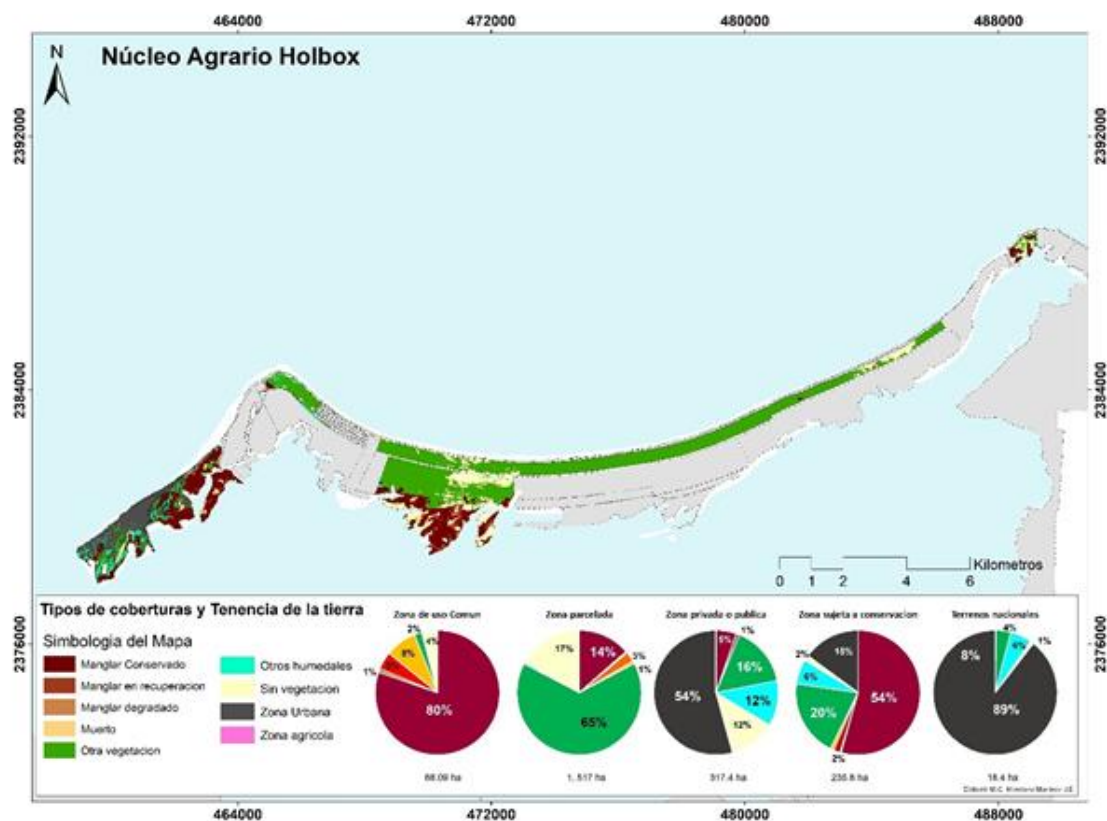 464000 472000 480000 488000
Núcleo Agrario Holbox
N
2392000 2392000
2384000 2384000
2376000 2376000
Kilometros
0 1 2 4 6
Tipos de coberturas y Tenencia de la tierra
Simbologia del Mapa
Manglar Conservado
Manglar en recuperacion
Manglar degradado
Muerto
Otra vegetacion
Otros humedales
Sin vegetacion
Zona Urbana
Zona agricola
Zona de uso Comun
2%
4%
8%
1%
80%
68.09 ha
Zona parcelada
17%
14%
3%
1%
65%
1, 517 ha
Zona privada o publica
5%
1%
16%
12%
12%
54%
317.4 ha
Zona sujeta a conservacion
2%
15%
6%
20%
2%
54%
235.8 ha
Terrenos nacionales
4%
6%
1%
8%
89%
18.4 ha
464000 472000 480000 488000